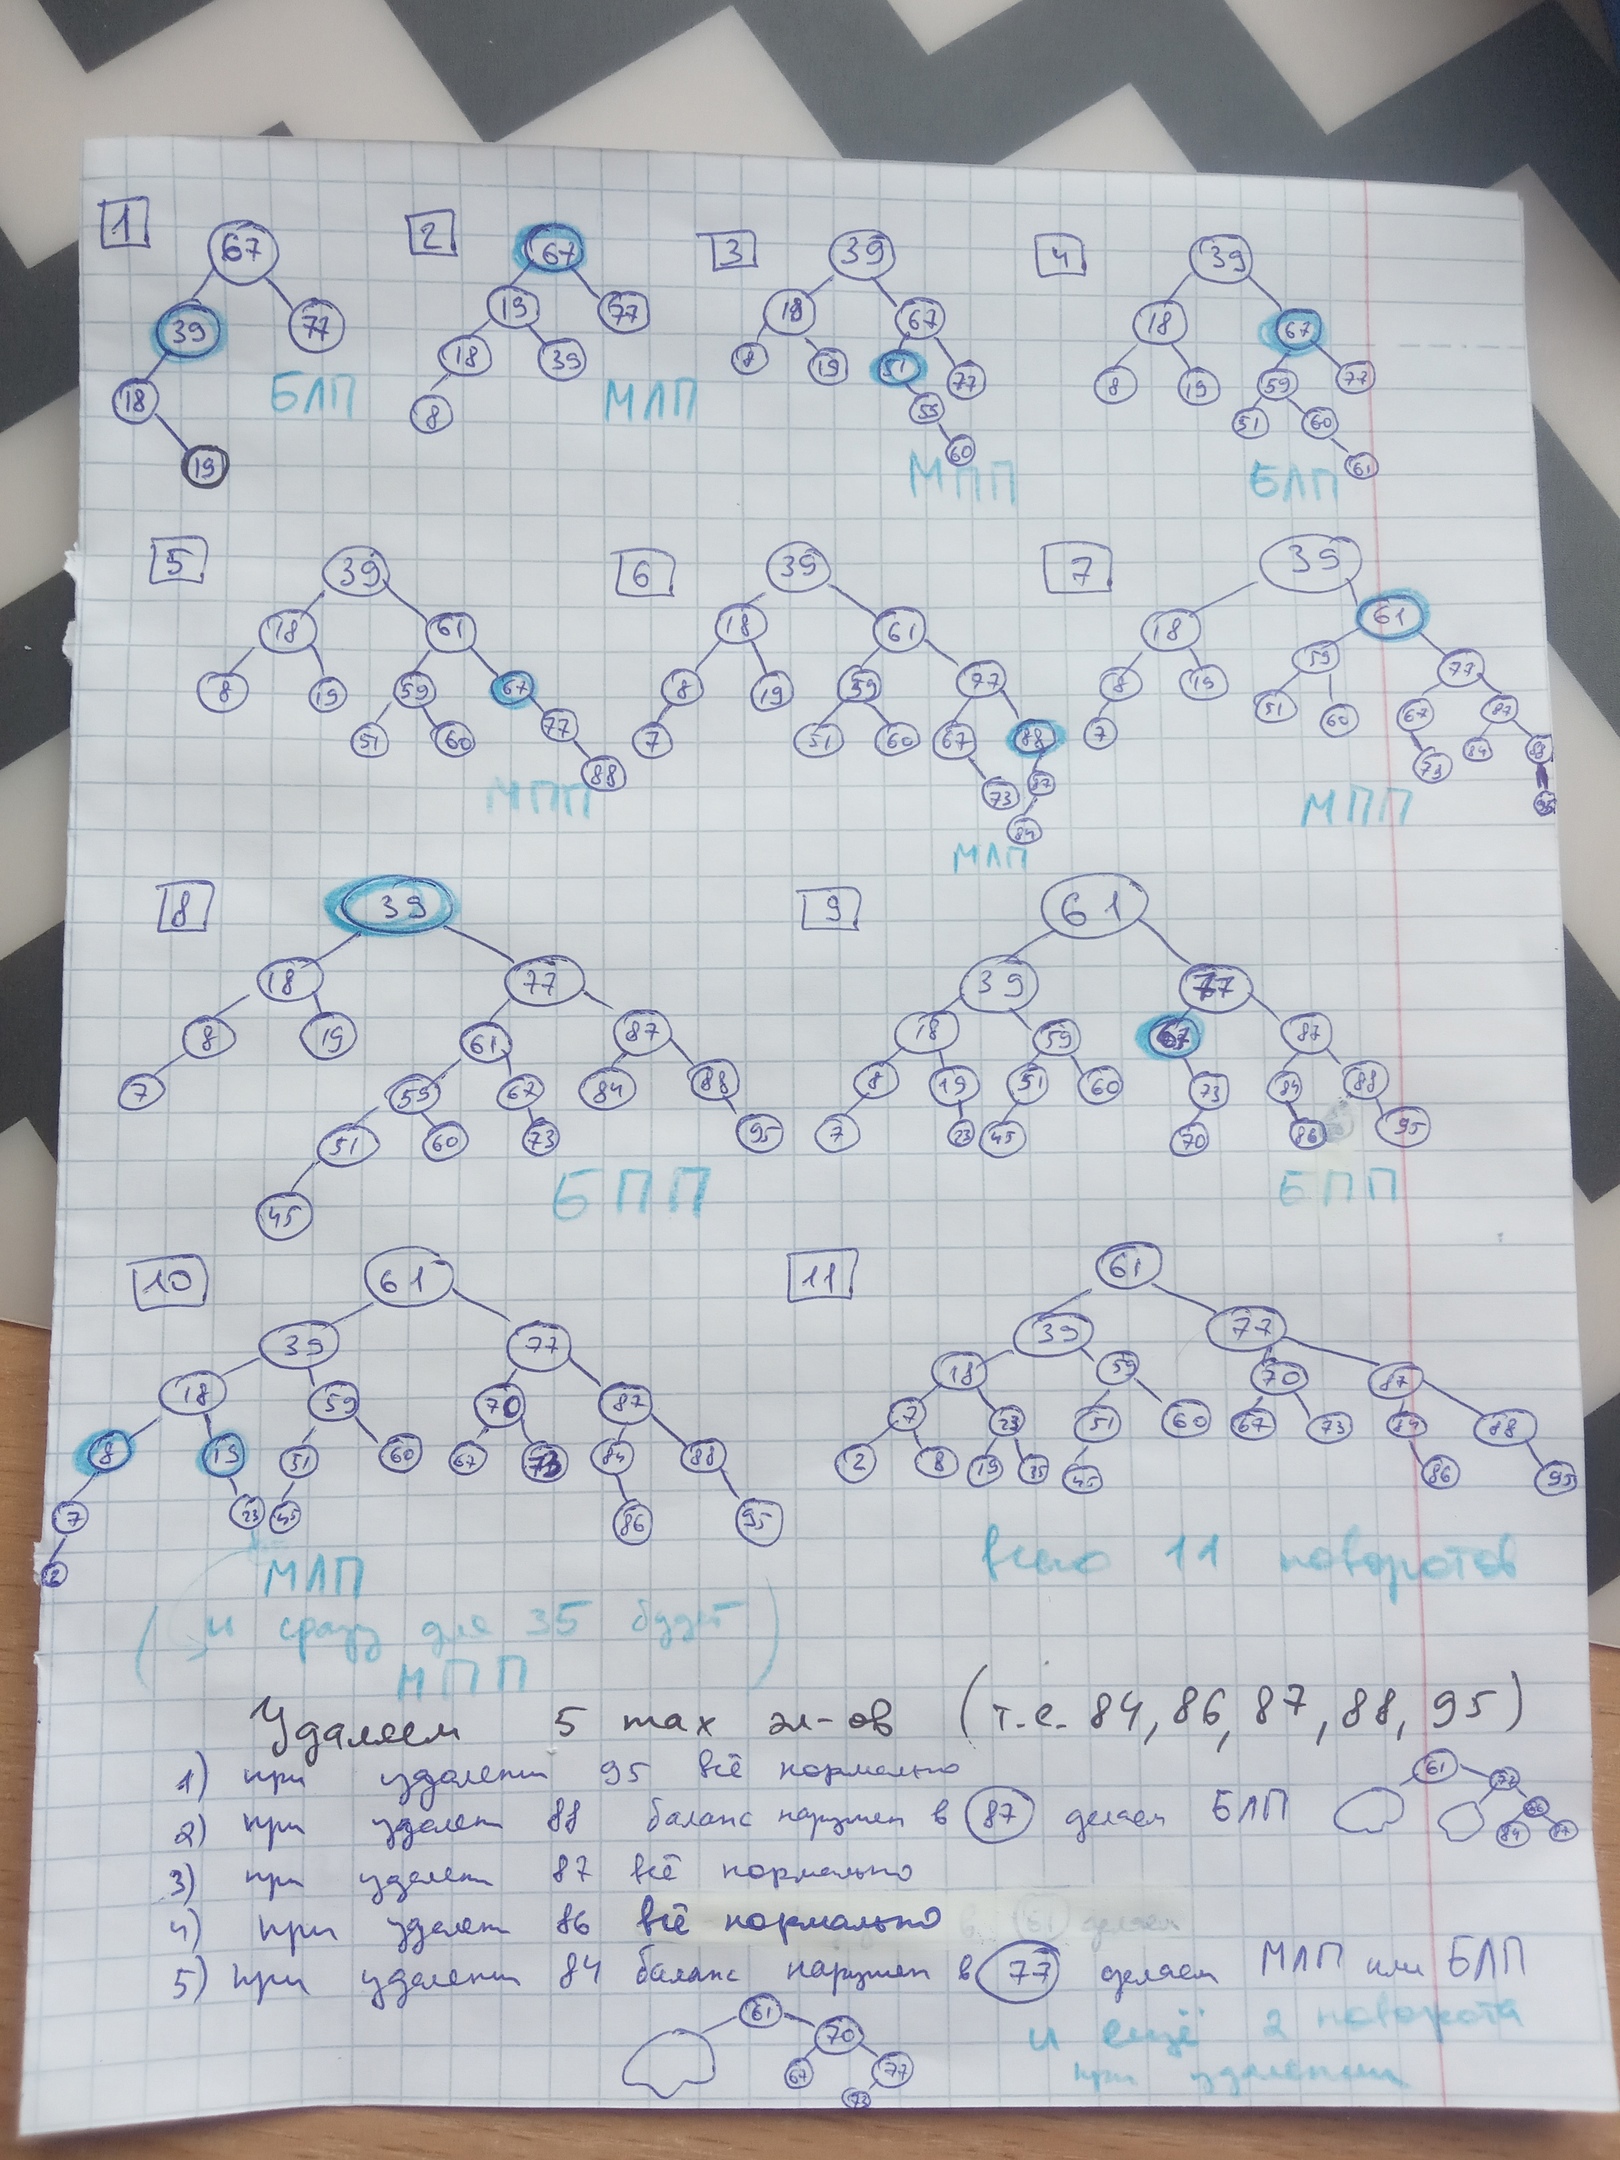 1
67
39 77
18
19
БЛП
2
67
19 77
18 39
8
МЛП
3
39
18 67
8 19 51 77
59
60
МПП
4
39
18 67
8 19 59 77
51 60
61
БЛП
5
39
18 61
8 19 59 67
51 60 77
88
МПП
6
39
18 61
8 19 59 77
7 51 60 67 88
73 87
84
МЛП
7
39
18 61
8 19 59 77
7 51 60 67 87
73 84 88
95
МПП
8
39
18 77
8 19 61 87
7 59 67 84 88
51 60 73 95
45
БПП
9
61
39 77
18 59 67 87
8 19 51 60 73 84 88
7 23 45 70 86 95
БПП
10
61
39 77
18 59 70 87
8 19 51 60 67 73 84 88
7 23 45 86 95
2
МЛП
(и сразу для 35 будет)
МПП
11
61
39 77
18 59 70 87
7 23 51 60 67 73 84 88
2 8 19 35 45 86 95
всего 11 поворотов
Удаляем 5 max эл-ов (т.е. 84, 86, 87, 88, 95)
1) при удалении 95 всё нормально
2) при удален 88 баланс нарушен в 87 делаем БЛП
61
77
86
84 87
3) при удален 87 всё нормально
4) при удален 86 всё нормально
5) при удалении 84 баланс нарушен в 77 делаем МЛП или БЛП
61
70
67 77
73
и ещё 2 поворота
при удалении